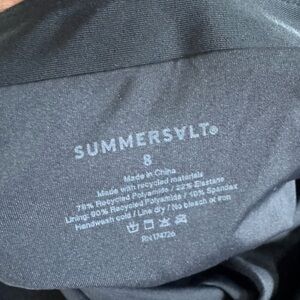 SUMMERSALT®
8
Made in China
Made with recycled materials
78% Recycled Polyamide / 22% Elastane
Lining: 90% Recycled Polyamide / 10% Spandex
Handwash cold / Line dry / No bleach or iron
RN 174726